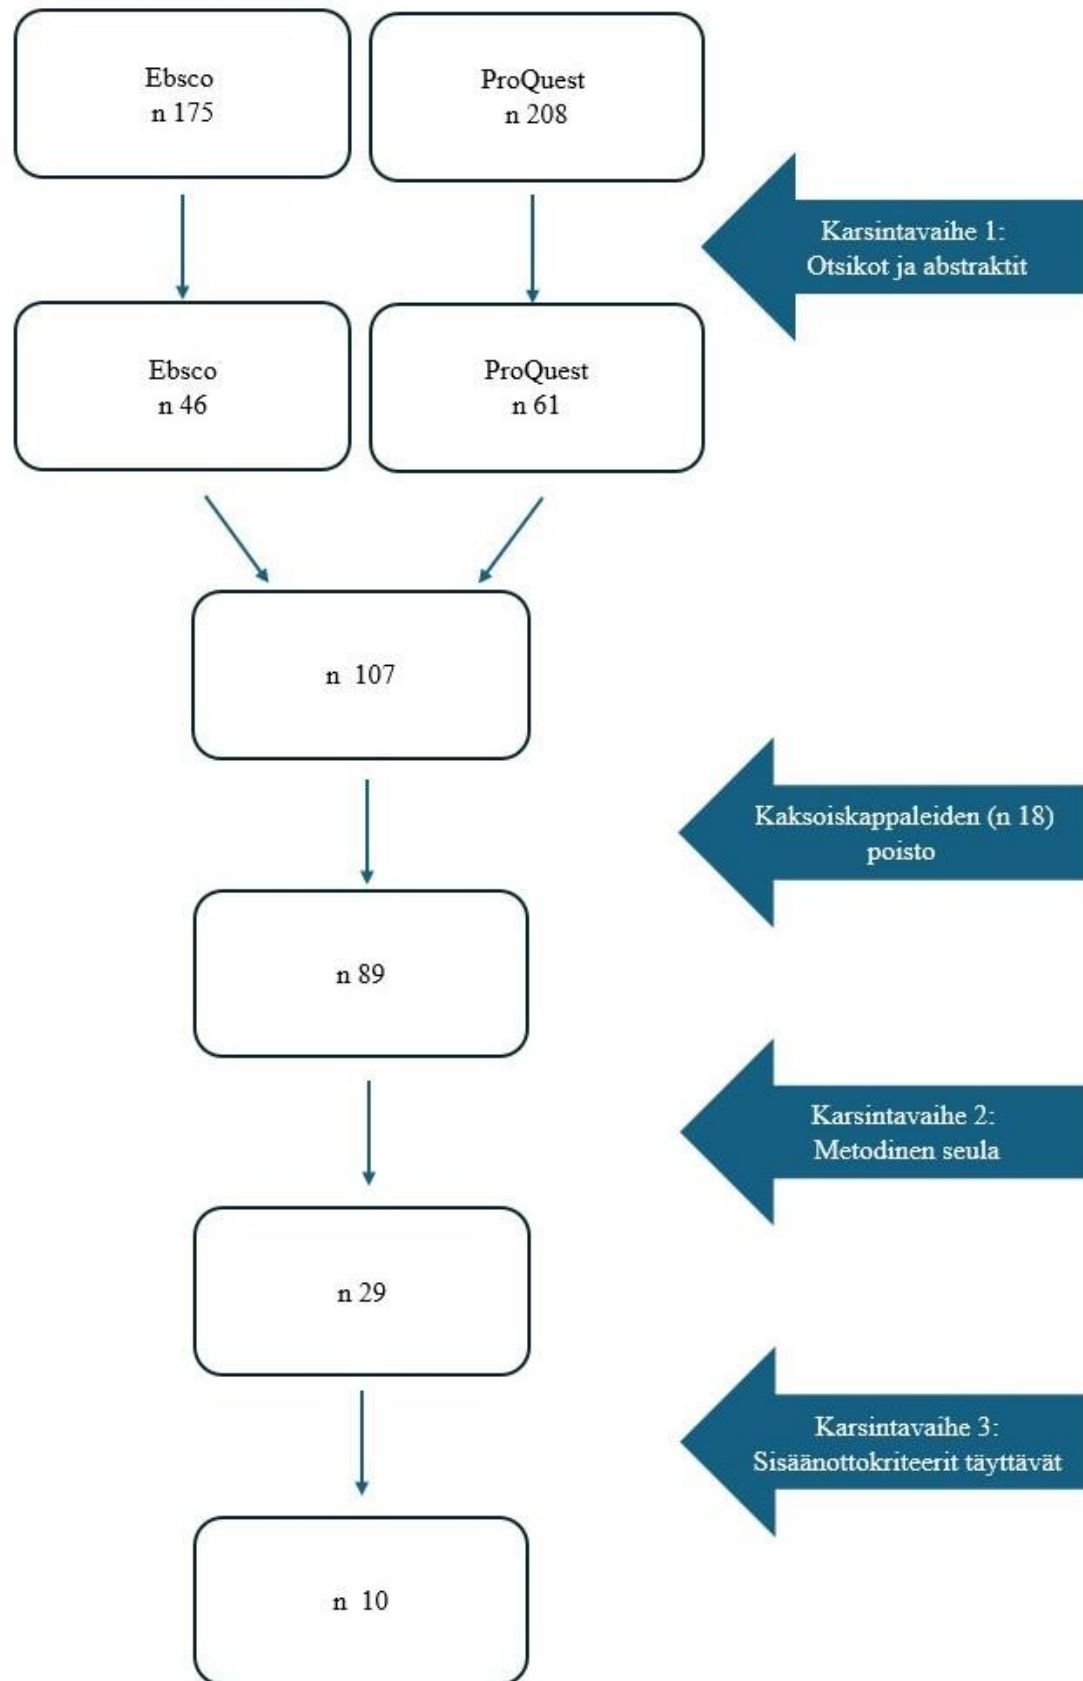 Ebsco
n 175
ProQuest
n 208
Karsintavaihe 1:
Otsikot ja abstraktit
Ebsco
n 46
ProQuest
n 61
n 107
Kaksoiskappaleiden (n 18)
poisto
n 89
Karsintavaihe 2:
Metodinen seula
n 29
Karsintavaihe 3:
Sisäänottokriteerit täyttävät
n 10